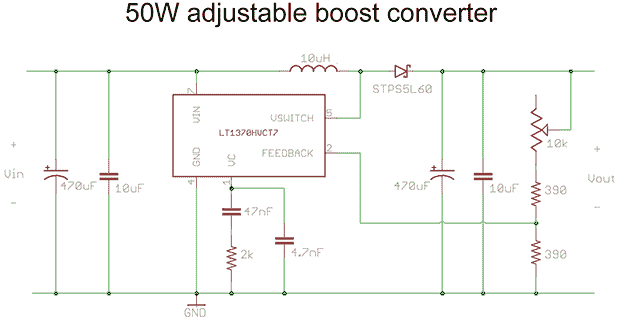 50W adjustable boost converter
10uH
STPS5L60
7
VIN
VSWITCH
5
LT1370HVCT7
GND
VC
FEEDBACK
2
4
1
10k
+
Vin
-
470uF
10uF
47nF
2k
4.7nF
+
470uF
10uF
390
390
+
Vout
-
GND